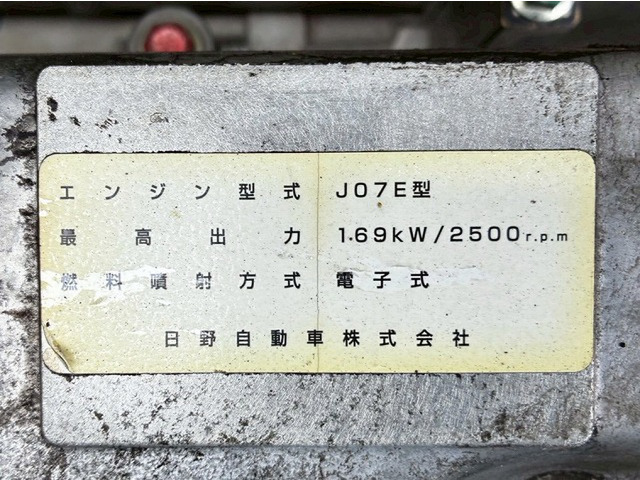 エンジン型式 J07E型
最高出力 169kW/2500r.p.m
燃料噴射方式 電子式
日野自動車株式会社